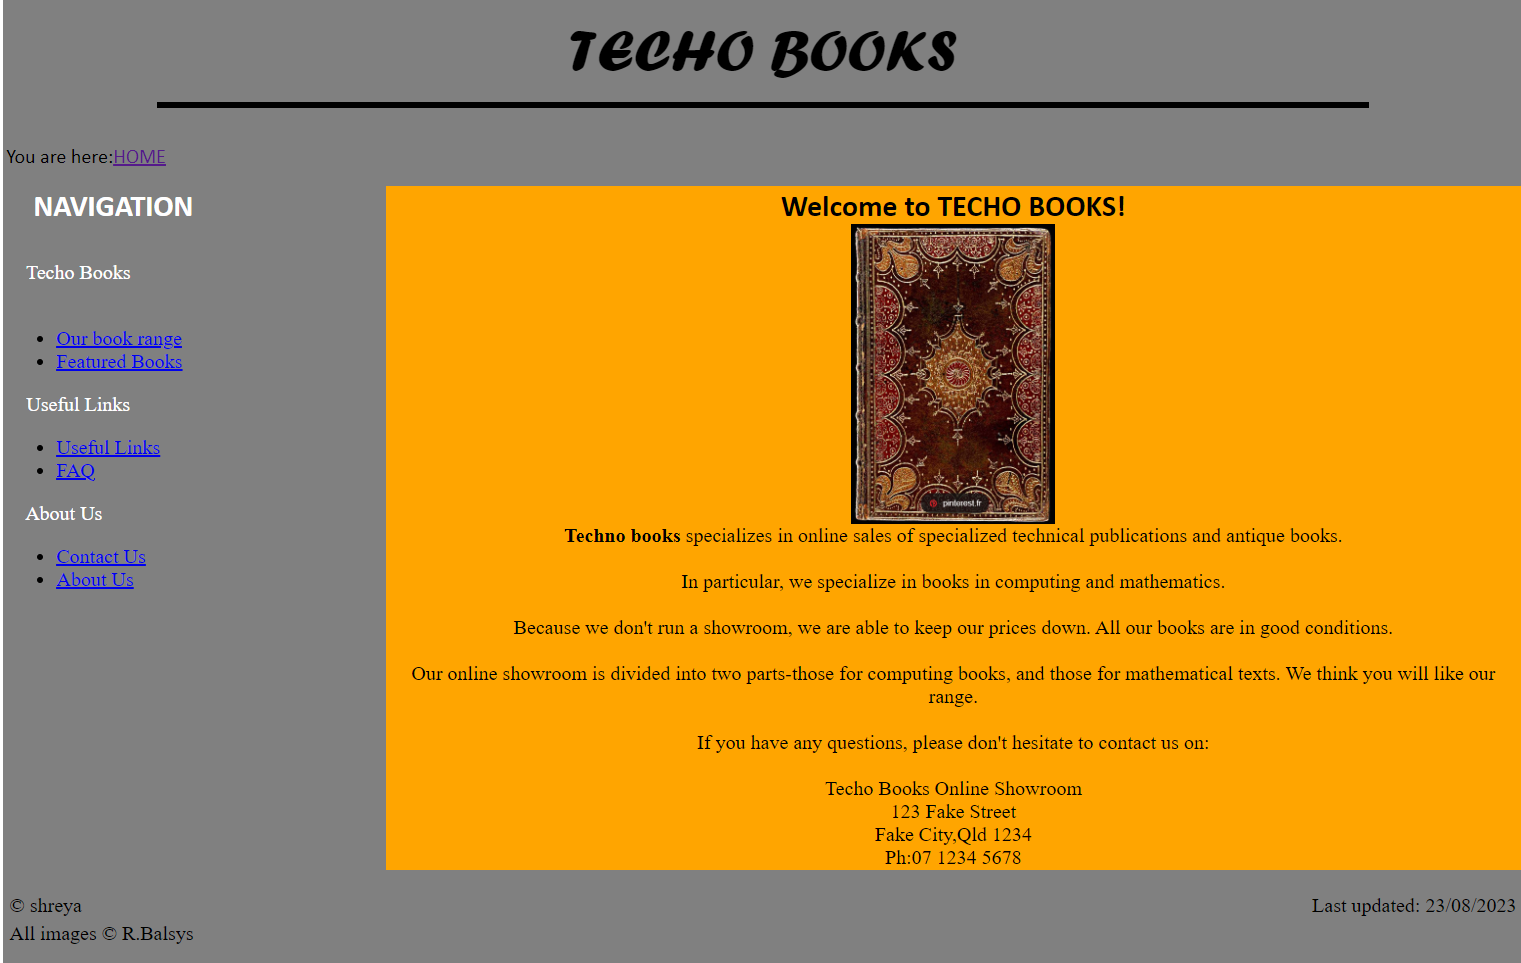 TECHO BOOKS
You are here:HOME
NAVIGATION
Techo Books
Our book range
Featured Books
Useful Links
Useful Links
FAQ
About Us
Contact Us
About Us
Welcome to TECHO BOOKS!
pinterest.fr
Techno books specializes in online sales of specialized technical publications and antique books.
In particular, we specialize in books in computing and mathematics.
Because we don't run a showroom, we are able to keep our prices down. All our books are in good conditions.
Our online showroom is divided into two parts-those for computing books, and those for mathematical texts. We think you will like our
range.
If you have any questions, please don't hesitate to contact us on:
Techo Books Online Showroom
123 Fake Street
Fake City,Qld 1234
Ph:07 1234 5678
© shreya
Last updated: 23/08/2023
All images © R.Balsys